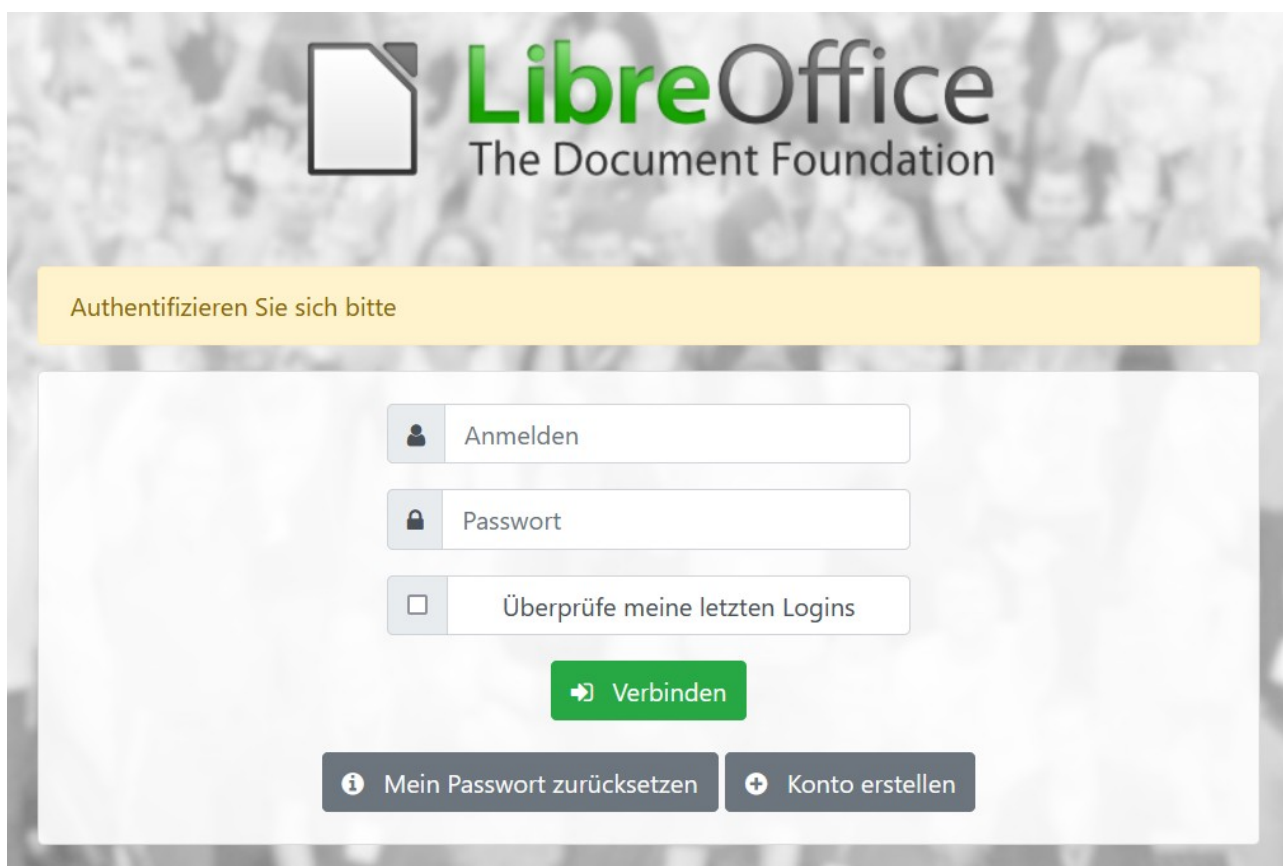 LibreOffice
The Document Foundation
Authentifizieren Sie sich bitte
Anmelden
Passwort
Überprüfe meine letzten Logins
Verbinden
Mein Passwort zurücksetzen
Konto erstellen